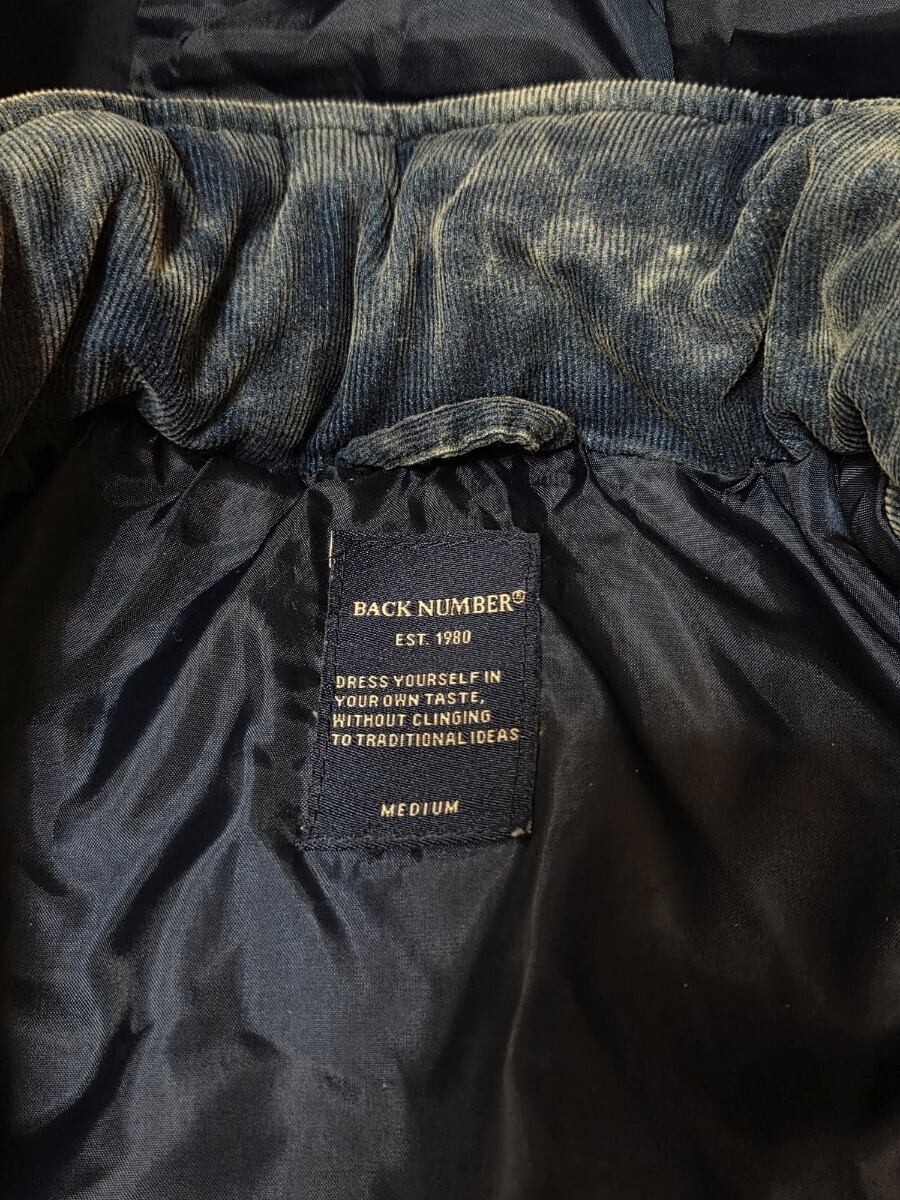 BACK NUMBER®
EST. 1980
DRESS YOURSELF IN
YOUR OWN TASTE,
WITHOUT CLINGING
TO TRADITIONAL IDEAS
MEDIUM